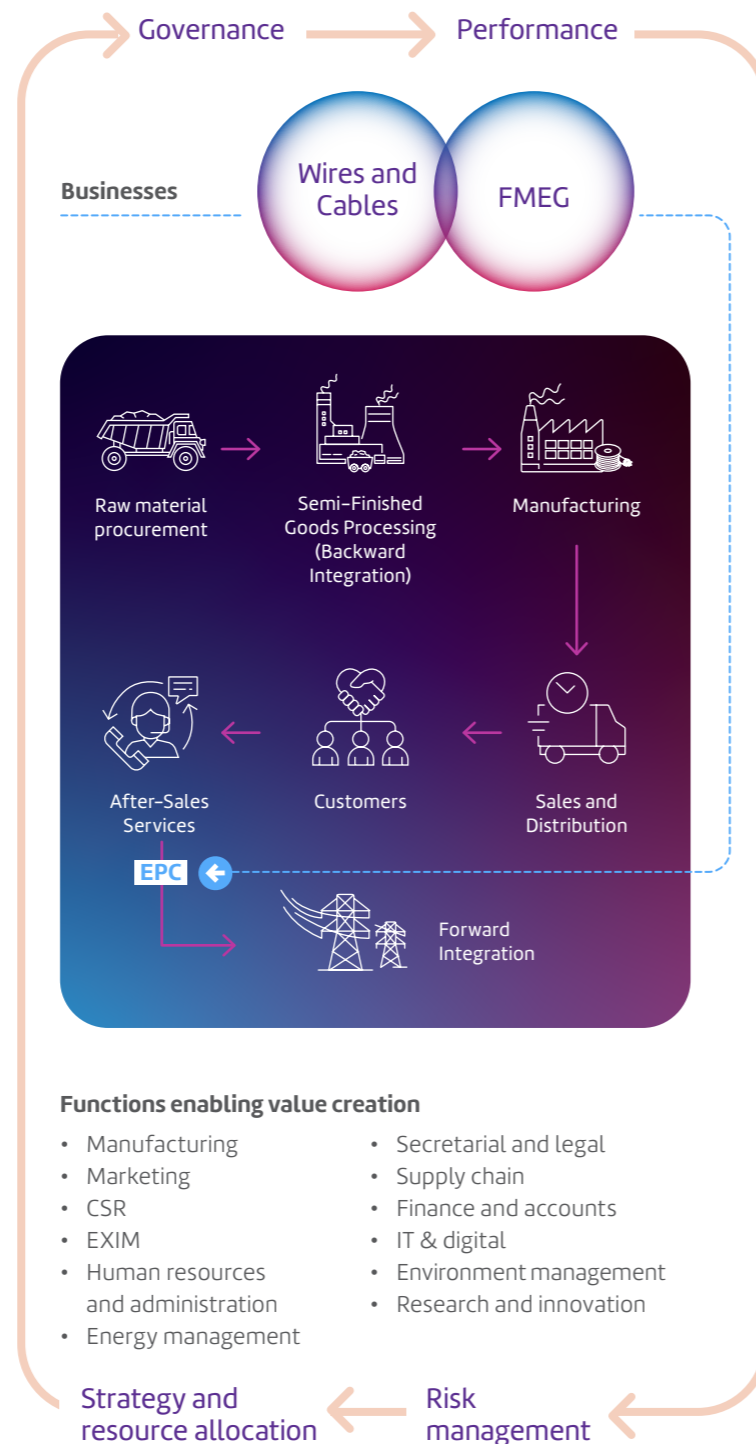 Governance
Performance
Businesses
Wires and
Cables
FMEG
Raw material
procurement
Semi-Finished
Goods Processing
(Backward
Integration)
Manufacturing
After-Sales
Services
Customers
Sales and
Distribution
EPC
Forward
Integration
Functions enabling value creation
• Manufacturing
• Marketing
• CSR
• EXIM
• Human resources
and administration
• Energy management
• Secretarial and legal
• Supply chain
• Finance and accounts
• IT & digital
• Environment management
• Research and innovation
Strategy and
resource allocation
Risk
management